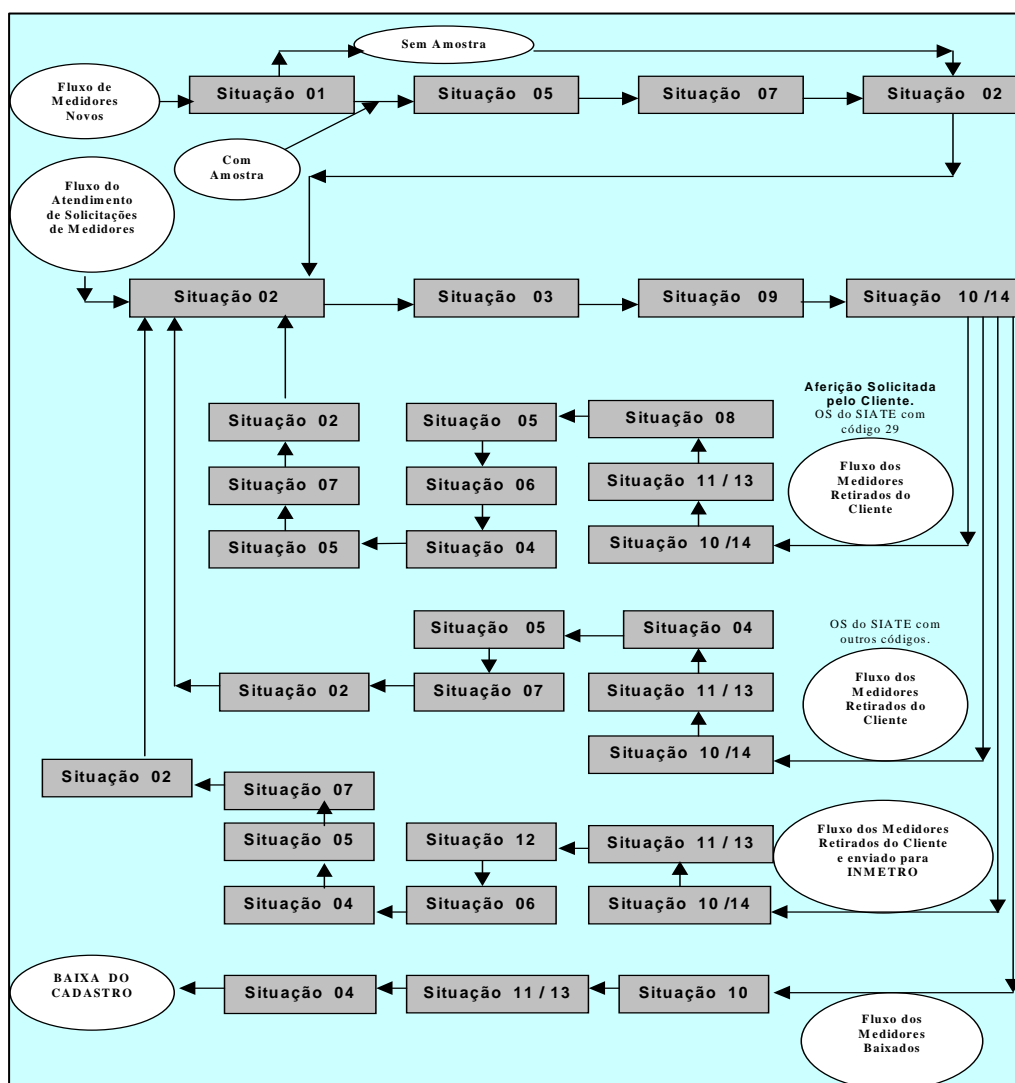 Sem Amostra
Fluxo de
Medidores
Novos
Situação 01
Situação 05
Situação 07
Situação 02
Com
Amostra
Fluxo do
Atendimento
de Solicitações
de Medidores
Situação 02
Situação 03
Situação 09
Situação 10 /14
Aferição Solicitada
pelo Cliente.
OS do SIATE com
código 29
Situação 02
Situação 05
Situação 08
Situação 07
Situação 06
Situação 11 / 13
Fluxo dos
Medidores
Retirados do
Cliente
Situação 05
Situação 04
Situação 10 /14
Situação 05
Situação 04
OS do SIATE com
outros códigos.
Situação 02
Situação 07
Situação 11 / 13
Fluxo dos
Medidores
Retirados do
Cliente
Situação 10 /14
Situação 02
Situação 07
Situação 05
Situação 12
Situação 11 / 13
Fluxo dos Medidores
Retirados do Cliente
e enviado para
INMETRO
Situação 04
Situação 06
Situação 10 /14
BAIXA DO
CADASTRO
Situação 04
Situação 11 / 13
Situação 10
Fluxo dos
Medidores
Baixados